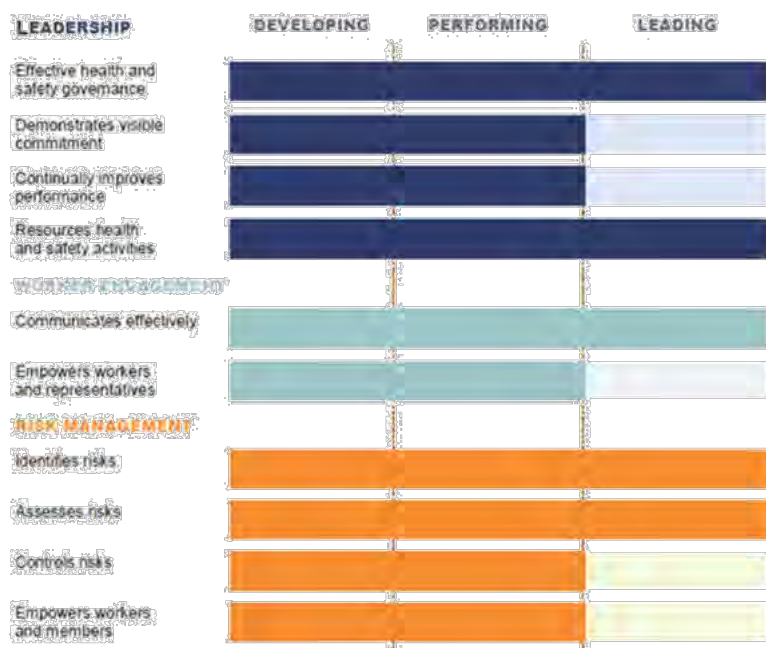 LEADERSHIP DEVELOPING PERFORMING LEADING
Effective health and
safety governance
Demonstrates visible
commitment
Continually improves
performance
Resources health
and safety activities
WORKER ENGAGEMENT
Communicates effectively
Empowers workers
and representatives
RISK MANAGEMENT
Identifies risks
Assesses risks
Controls risks
Empowers workers
and members